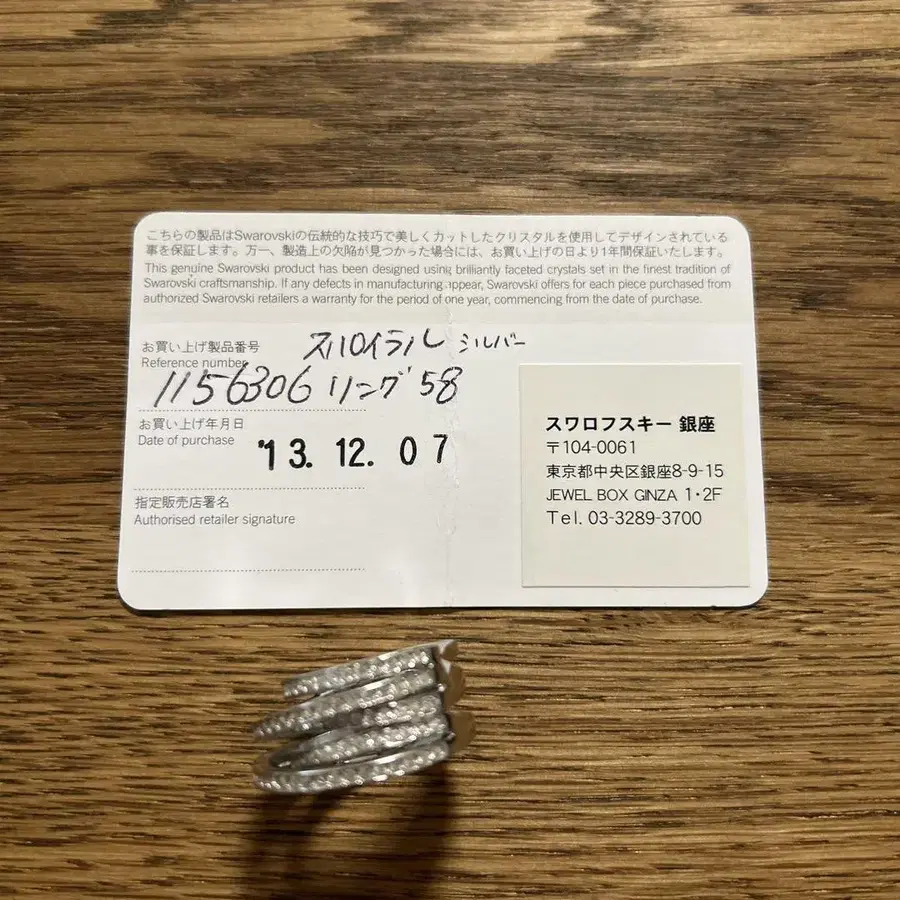 こちらの製品はSwarovskiの伝統的な技巧で美しくカットしたクリスタルを使用してデザインされている
事を保証します。万一、製造上の欠陥が見つかった場合には、お買い上げの日より1年間保証いたします。
This genuine Swarovski product has been designed using brilliantly faceted crystals set in the finest tradition of
Swarovski craftsmanship. If any defects in manufacturing appear, Swarovski offers for each piece purchased from
authorized Swarovski retailers a warranty for the period of one year, commencing from the date of purchase.
お買い上げ製品番号 スパイラル シルバー
Reference number
1156306 リング 58
お買い上げ年月日
Date of purchase '13.12.07
指定販売店署名
Authorised retailer signature
スワロフスキー 銀座
〒104-0061
東京都中央区銀座8-9-15
JEWEL BOX GINZA 1・2F
Tel. 03-3289-3700